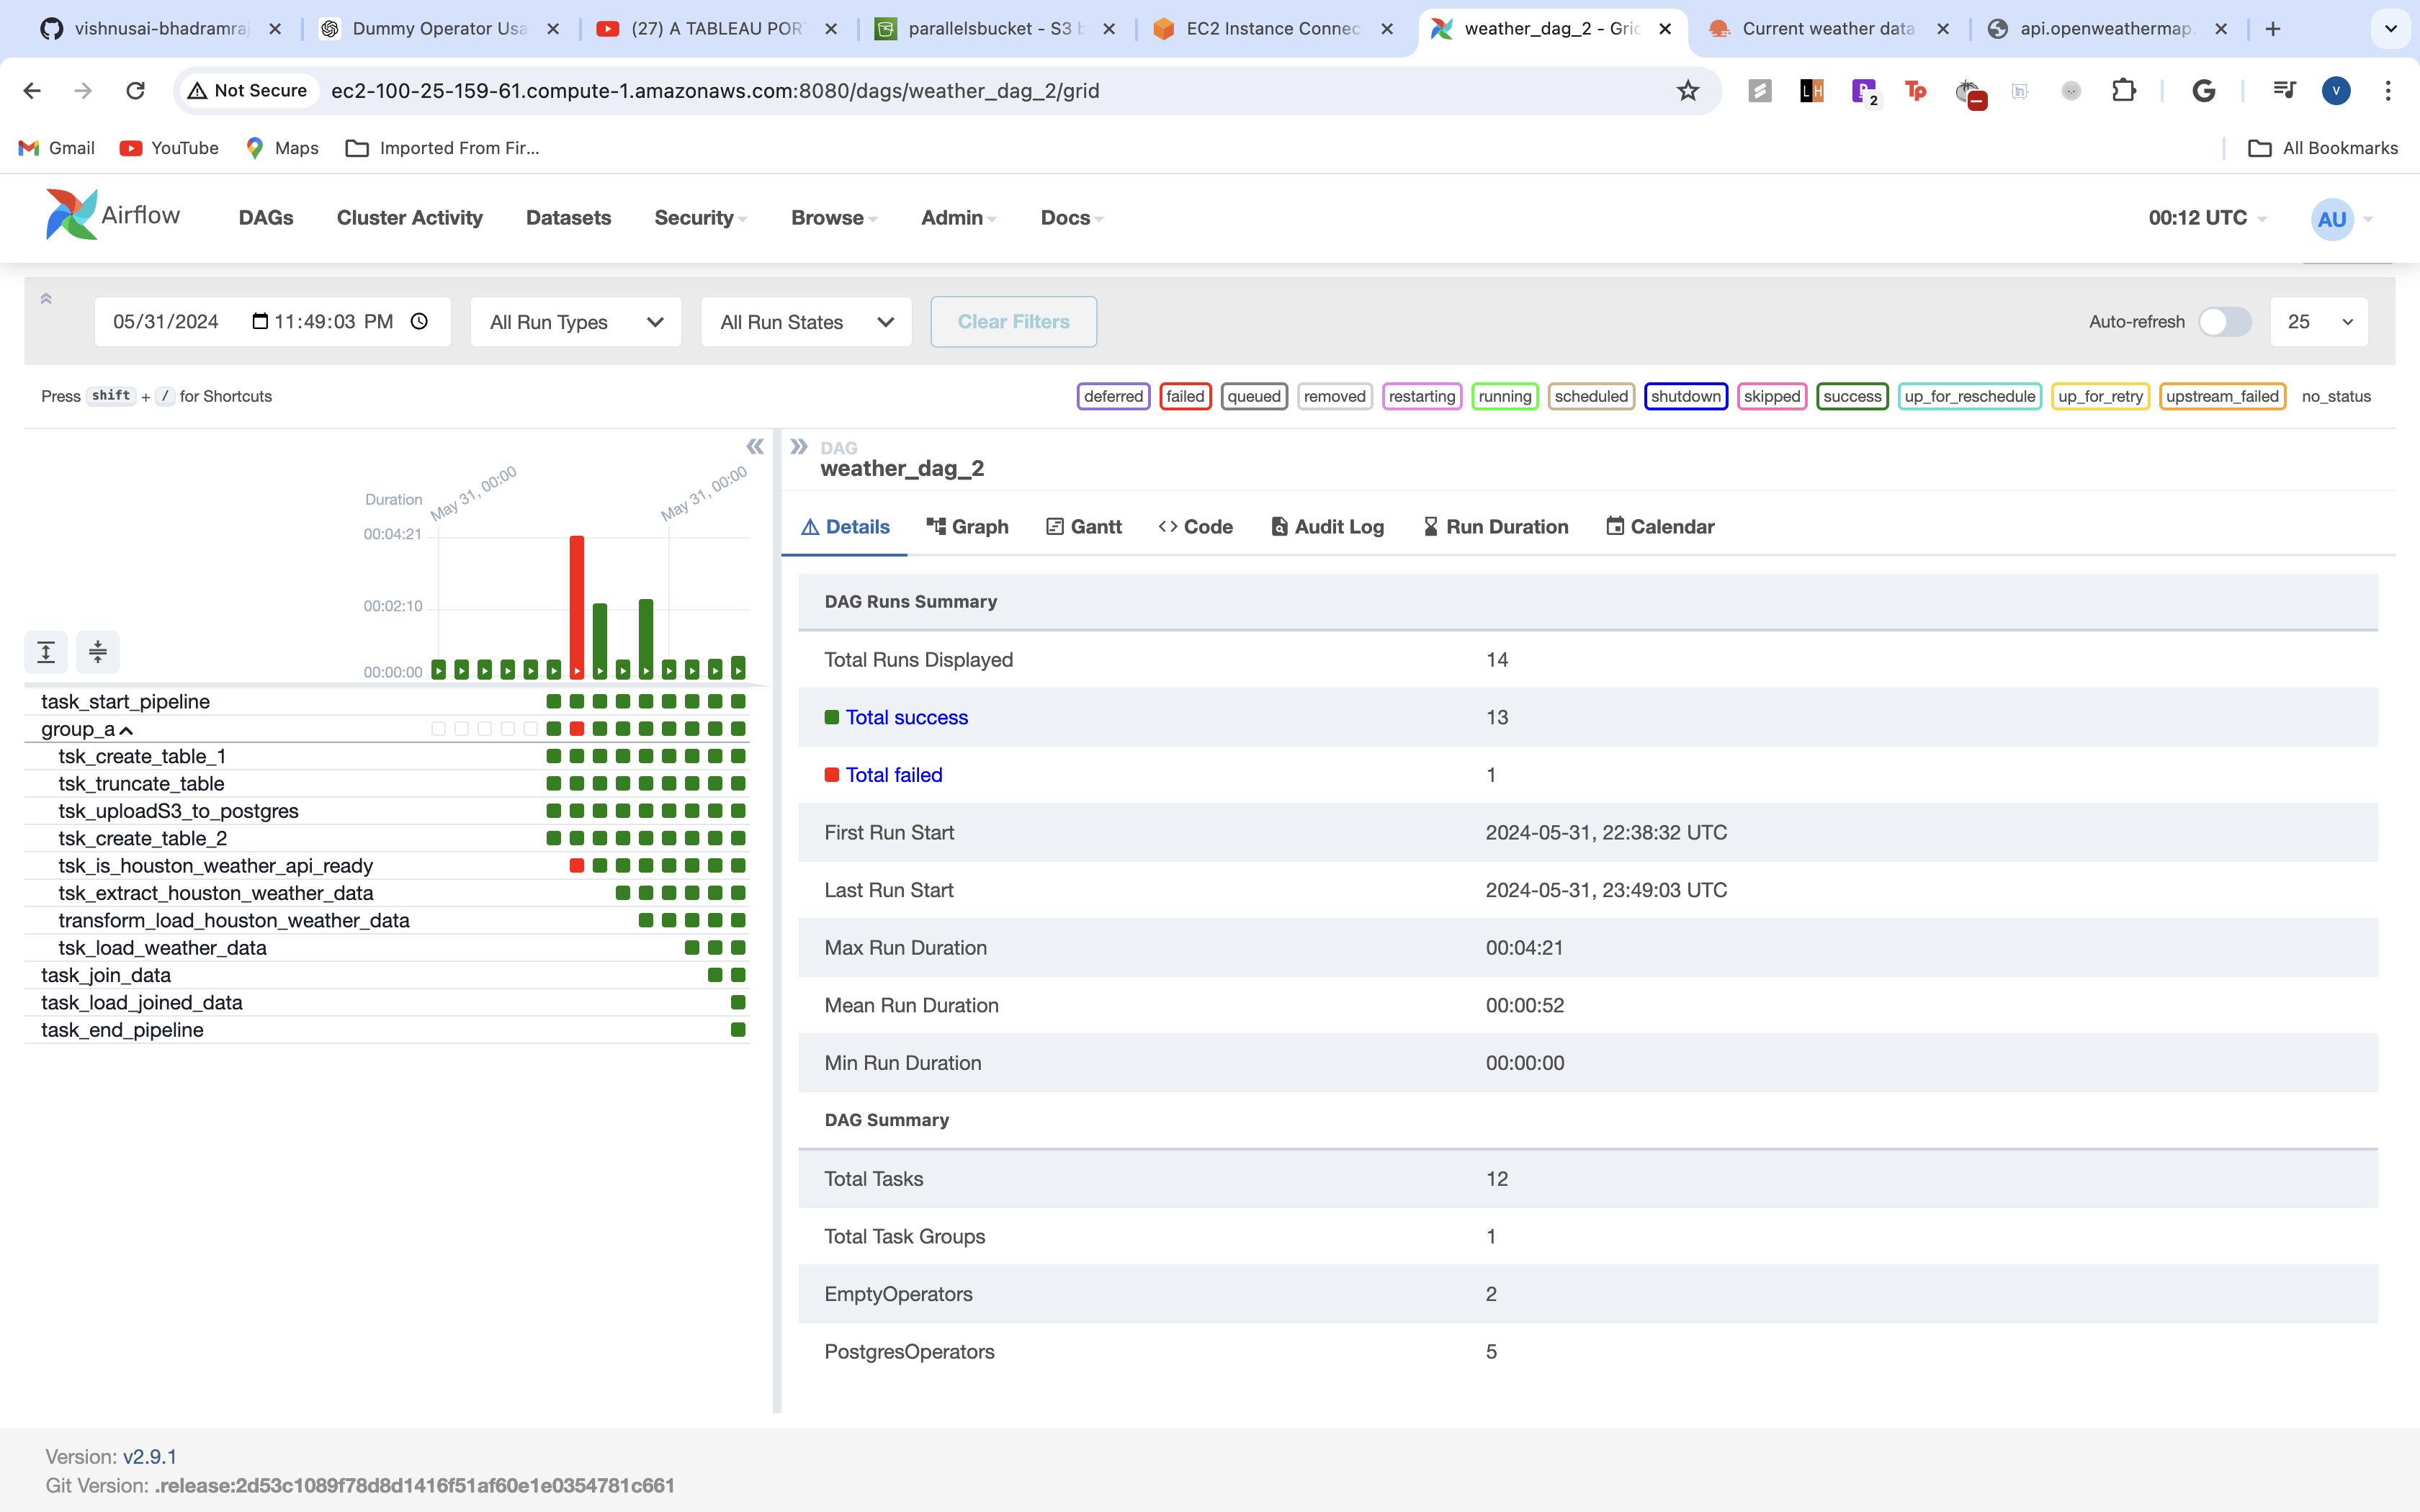 vishnusai-bhadramraj
Dummy Operator Usa
(27) A TABLEAU POR
parallelsbucket - S3 b
EC2 Instance Connec
weather_dag_2 - Grid
Current weather data
api.openweathermap.
Not Secure
ec2-100-25-159-61.compute-1.amazonaws.com:8080/dags/weather_dag_2/grid
LH
2
Tp
G
V
Gmail
YouTube
Maps
Imported From Fir...
All Bookmarks
Airflow
DAGs
Cluster Activity
Datasets
Security
Browse
Admin
Docs
00:12 UTC
AU
05/31/2024
11:49:03 PM
All Run Types
All Run States
Clear Filters
Auto-refresh
25
Press shift + / for Shortcuts
deferred
failed
queued
removed
restarting
running
scheduled
shutdown
skipped
success
up_for_reschedule
up_for_retry
upstream_failed
no_status
Duration
May 31, 00:00
May 31, 00:00
00:04:21
00:02:10
00:00:00
task_start_pipeline
group_a
tsk_create_table_1
tsk_truncate_table
tsk_uploadS3_to_postgres
tsk_create_table_2
tsk_is_houston_weather_api_ready
tsk_extract_houston_weather_data
transform_load_houston_weather_data
tsk_load_weather_data
task_join_data
task_load_joined_data
task_end_pipeline
DAG
weather_dag_2
Details
Graph
Gantt
Code
Audit Log
Run Duration
Calendar
DAG Runs Summary
Total Runs Displayed 14
Total success 13
Total failed 1
First Run Start 2024-05-31, 22:38:32 UTC
Last Run Start 2024-05-31, 23:49:03 UTC
Max Run Duration 00:04:21
Mean Run Duration 00:00:52
Min Run Duration 00:00:00
DAG Summary
Total Tasks 12
Total Task Groups 1
EmptyOperators 2
PostgresOperators 5
Version: v2.9.1
Git Version: .release:2d53c1089f78d8d1416f51af60e1e0354781c661